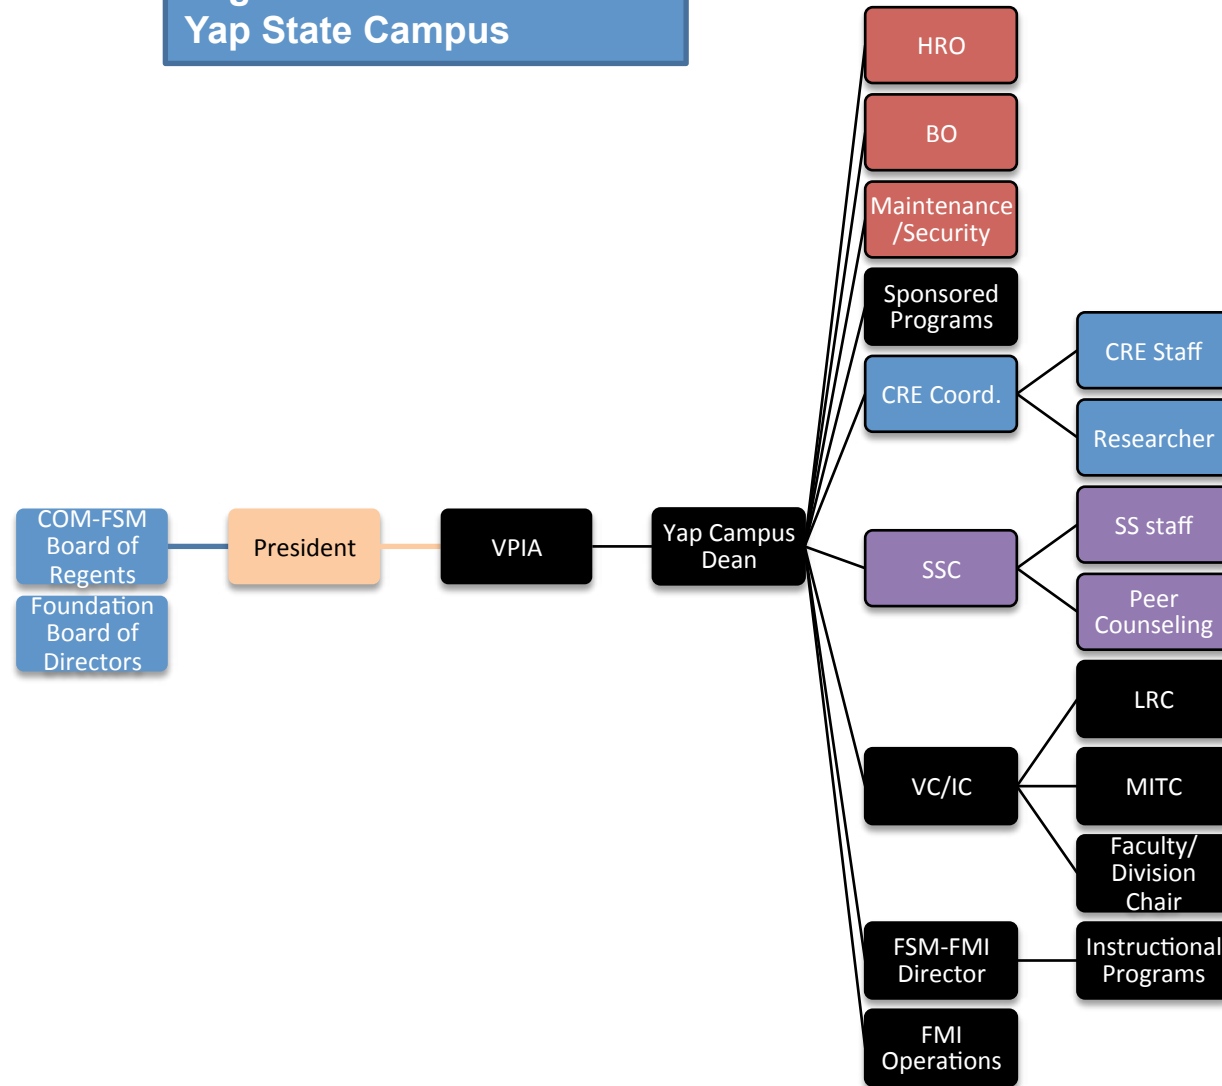 Yap State Campus
HRO
BO
Maintenance
/Security
Sponsored
Programs
CRE Coord.
CRE Staff
Researcher
COM-FSM
Board of
Regents
Foundation
Board of
Directors
President
VPIA
Yap Campus
Dean
SSC
SS staff
Peer
Counseling
VC/IC
LRC
MITC
Faculty/
Division
Chair
FSM-FMI
Director
Instructional
Programs
FMI
Operations